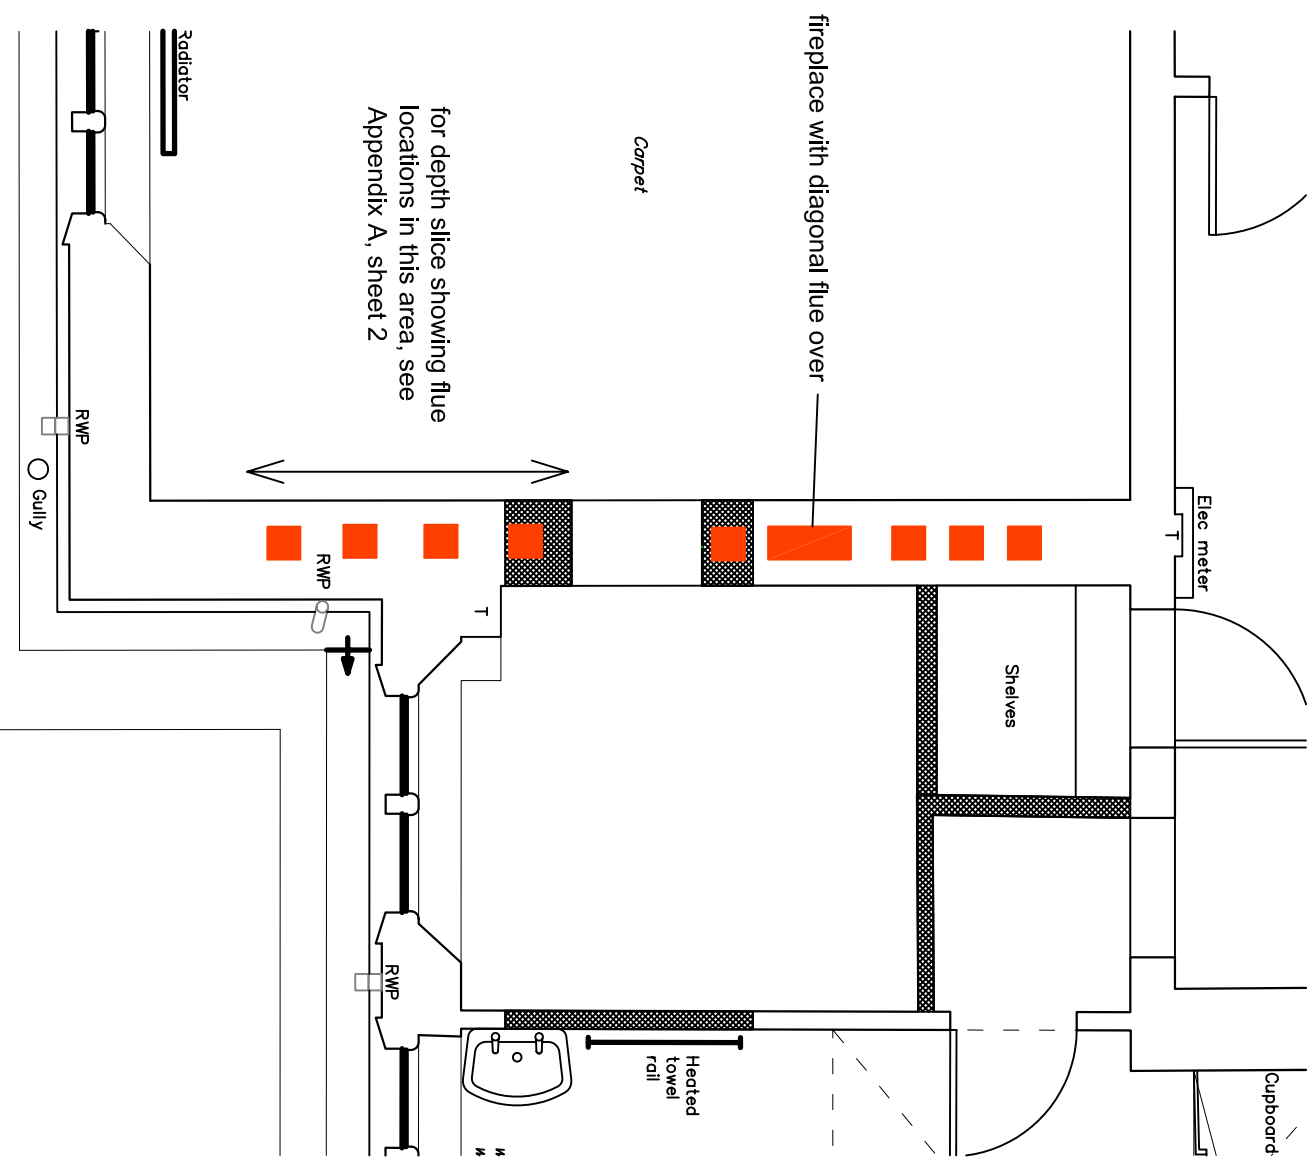 fireplace with diagonal flue over
Radiator
for depth slice showing flue
locations in this area, see
Appendix A, sheet 2
Carpet
RWP
Gully
Elec meter
T
RWP
T
Shelves
RWP
Heated
towel
rail
Cupboard